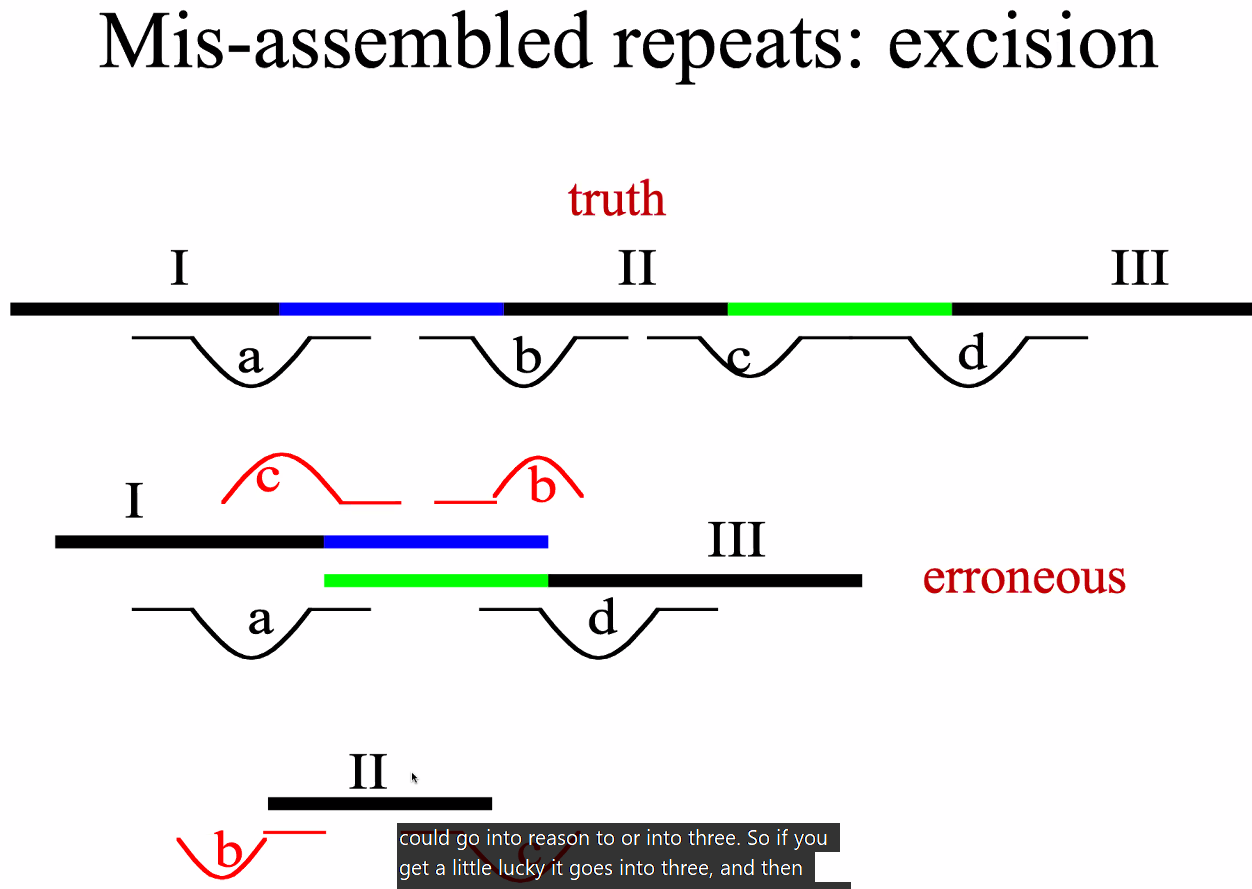 Mis-assembled repeats: excision
truth
I II III
a b c d
c b
I III
erroneous
a d
II
b c
could go into reason to or into three. So if you
get a little lucky it goes into three, and then